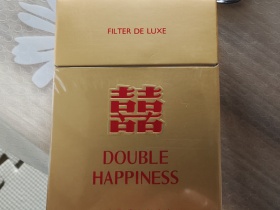 FILTER DE LUXE
囍
DOUBLE
HAPPINESS